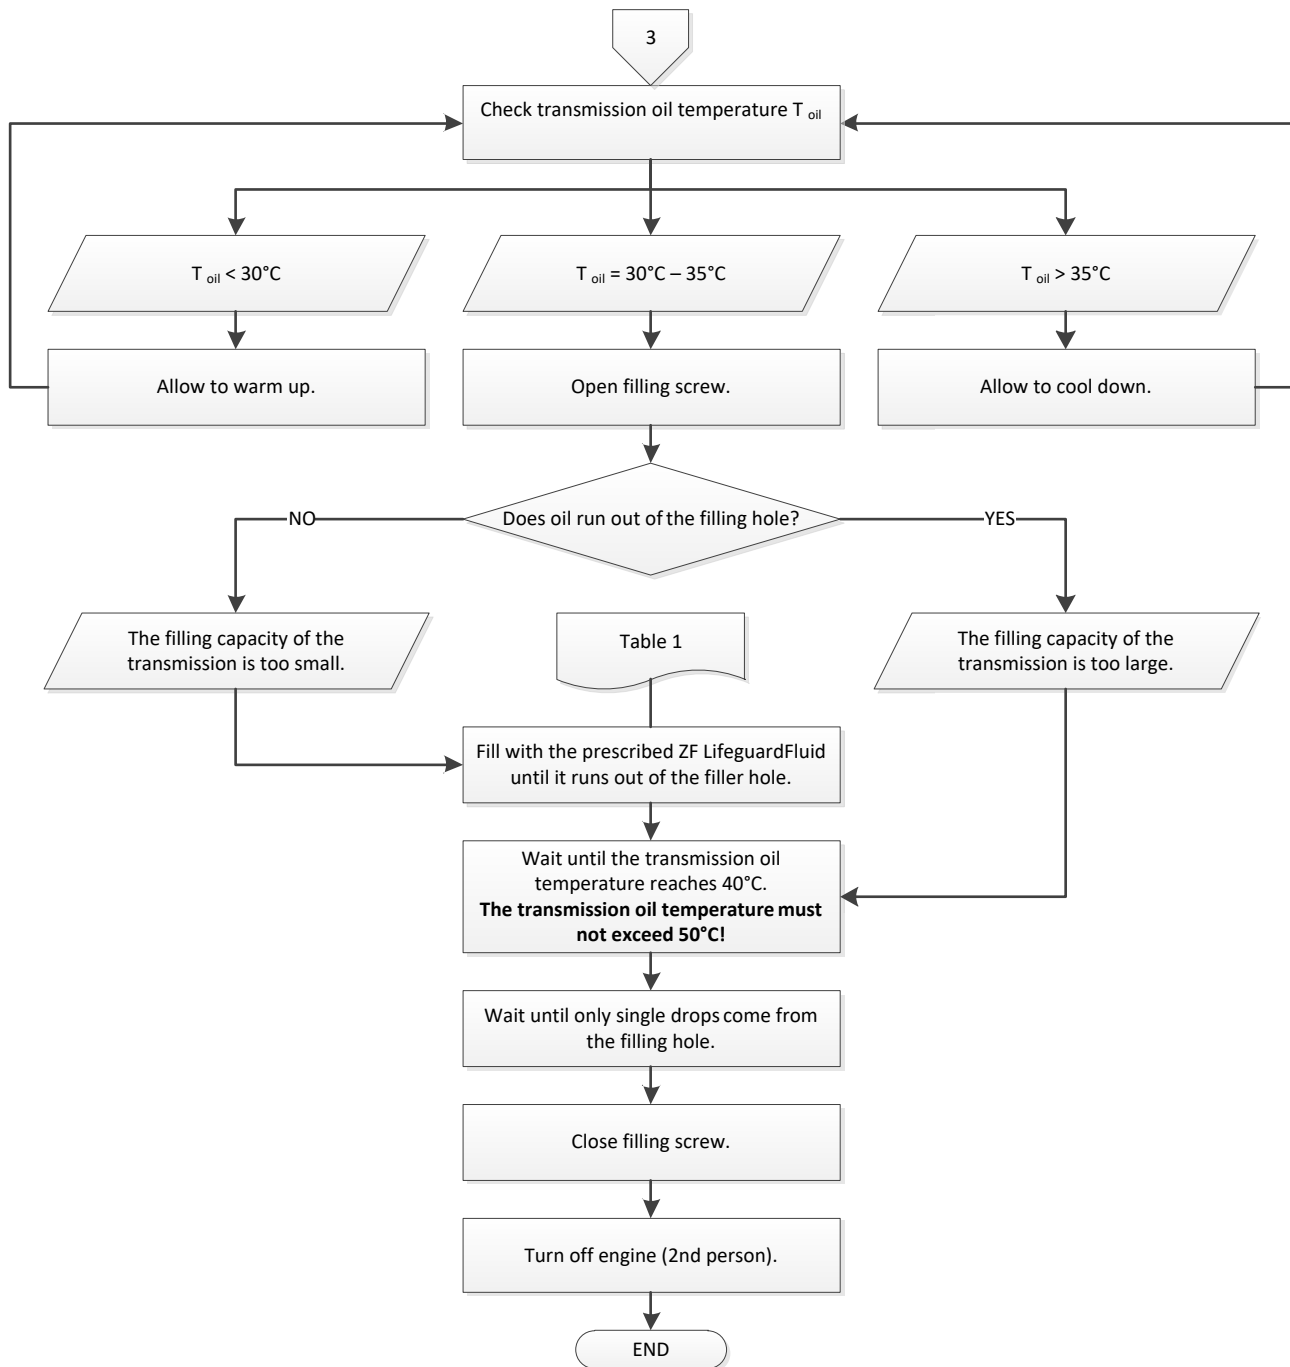 3
Check transmission oil temperature T oil
T oil < 30°C
T oil = 30°C – 35°C
T oil > 35°C
Allow to warm up.
Open filling screw.
Allow to cool down.
Does oil run out of the filling hole?
NO
YES
The filling capacity of the
transmission is too small.
Table 1
The filling capacity of the
transmission is too large.
Fill with the prescribed ZF LifeguardFluid
until it runs out of the filler hole.
Wait until the transmission oil
temperature reaches 40°C.
The transmission oil temperature must
not exceed 50°C!
Wait until only single drops come from
the filling hole.
Close filling screw.
Turn off engine (2nd person).
END